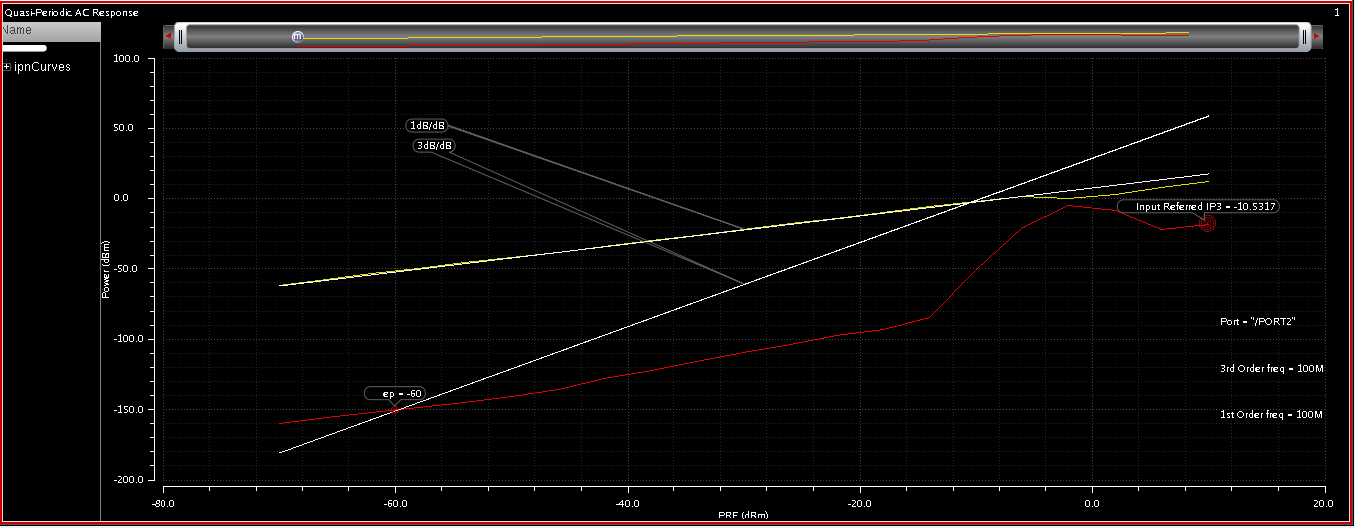 Quasi-Periodic AC Response
1
Name
ipnCurves
m
100.0
50.0
0.0
-50.0
-100.0
-150.0
-200.0
Power (dBm)
1dB/dB
3dB/dB
Input Referred IP3 = -10.5317
ep = -60
Port = "/PORT2"
3rd Order freq = 100M
1st Order freq = 100M
-80.0
-60.0
-40.0
-20.0
0.0
20.0
PRF (dBm)